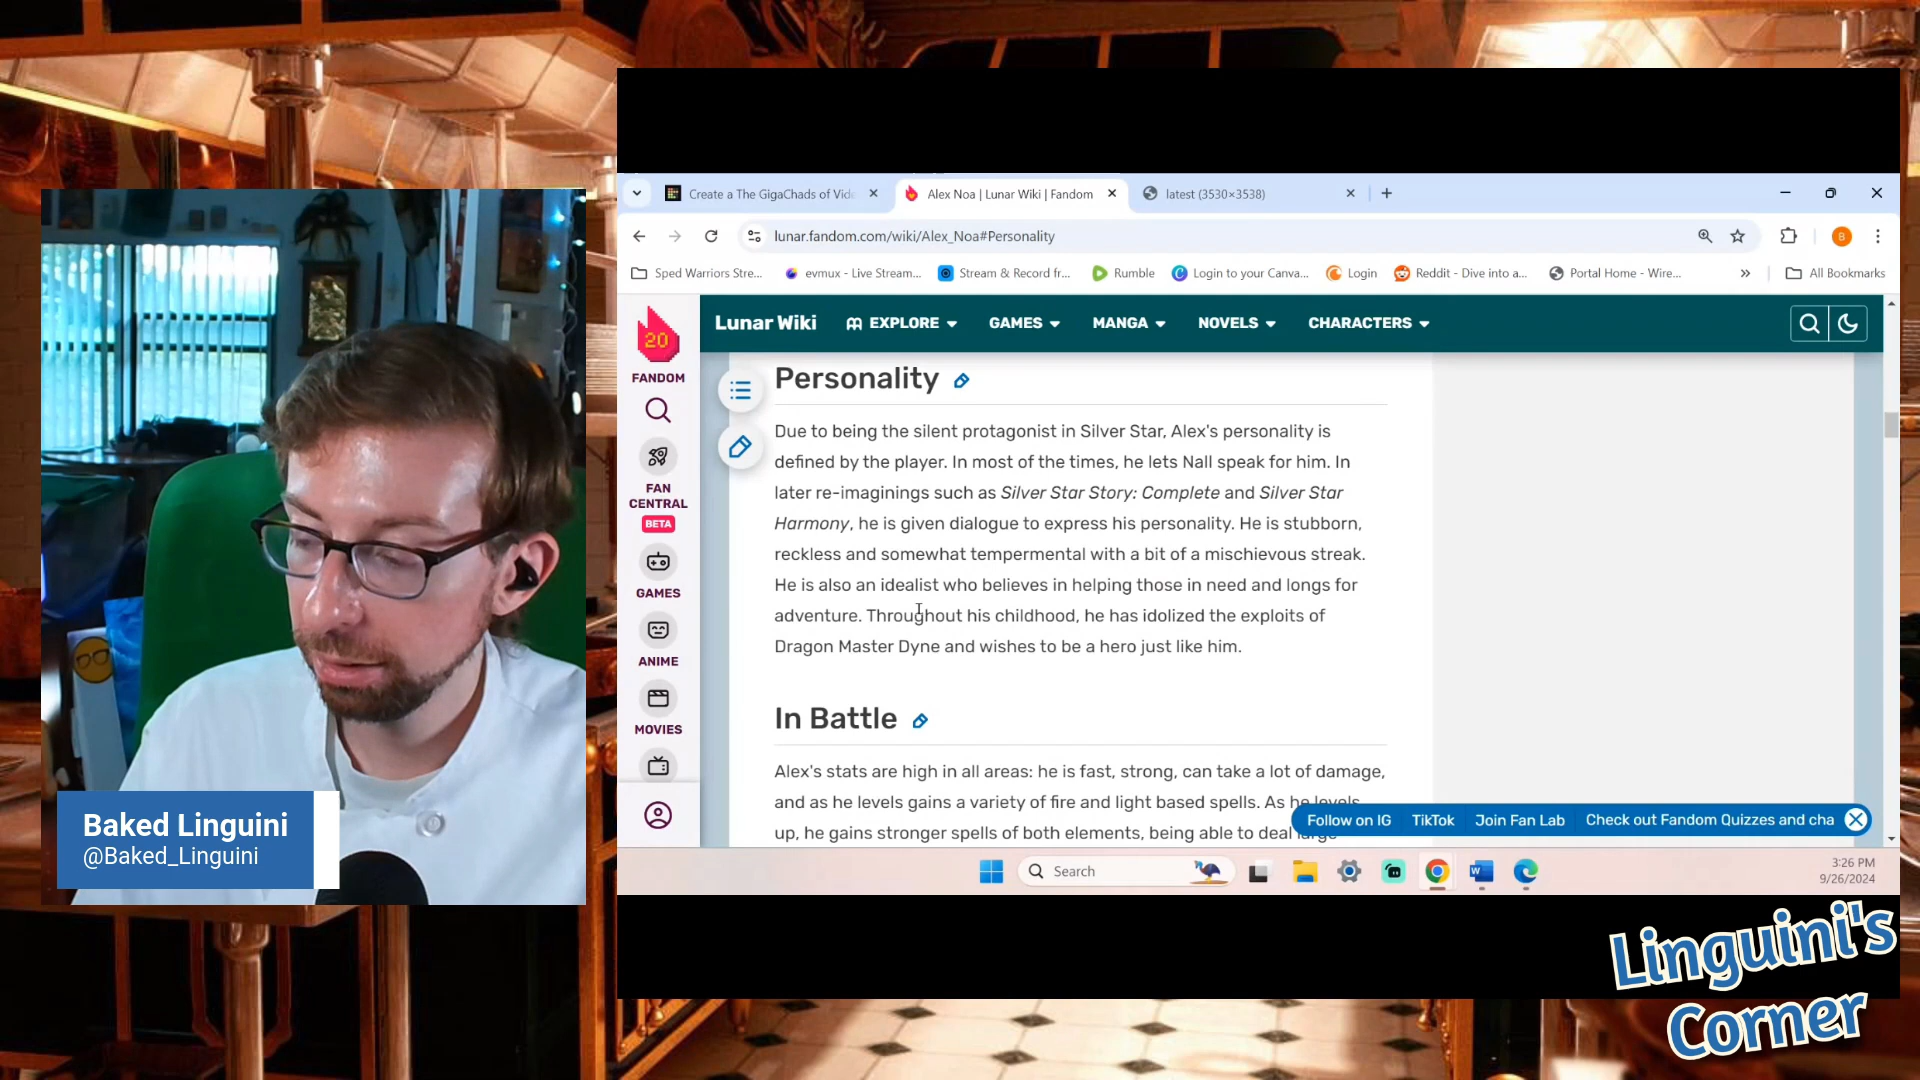 Create a The GigaChads of Vid
Alex Noa | Lunar Wiki | Fandom
latest (3530×3538)
lunar.fandom.com/wiki/Alex_Noa#Personality
B
Sped Warriors Stre...
evmux - Live Stream...
Stream & Record fr...
Rumble
Login to your Canva...
Login
Reddit - Dive into a...
Portal Home - Wire...
All Bookmarks
20
FANDOM
FAN
CENTRAL
BETA
GAMES
ANIME
MOVIES
Lunar Wiki
EXPLORE
GAMES
MANGA
NOVELS
CHARACTERS
Personality
Due to being the silent protagonist in Silver Star, Alex's personality is
defined by the player. In most of the times, he lets Nall speak for him. In
later re-imaginings such as Silver Star Story: Complete and Silver Star
Harmony, he is given dialogue to express his personality. He is stubborn,
reckless and somewhat tempermental with a bit of a mischievous streak.
He is also an idealist who believes in helping those in need and longs for
adventure. Throughout his childhood, he has idolized the exploits of
Dragon Master Dyne and wishes to be a hero just like him.
In Battle
Alex's stats are high in all areas: he is fast, strong, can take a lot of damage,
and as he levels gains a variety of fire and light based spells. As he levels
up, he gains stronger spells of both elements, being able to deal large
Follow on IG
TikTok
Join Fan Lab
Check out Fandom Quizzes and cha
Search
W
3:26 PM
9/26/2024
Baked Linguini
@Baked_Linguini
Linguini's
Corner